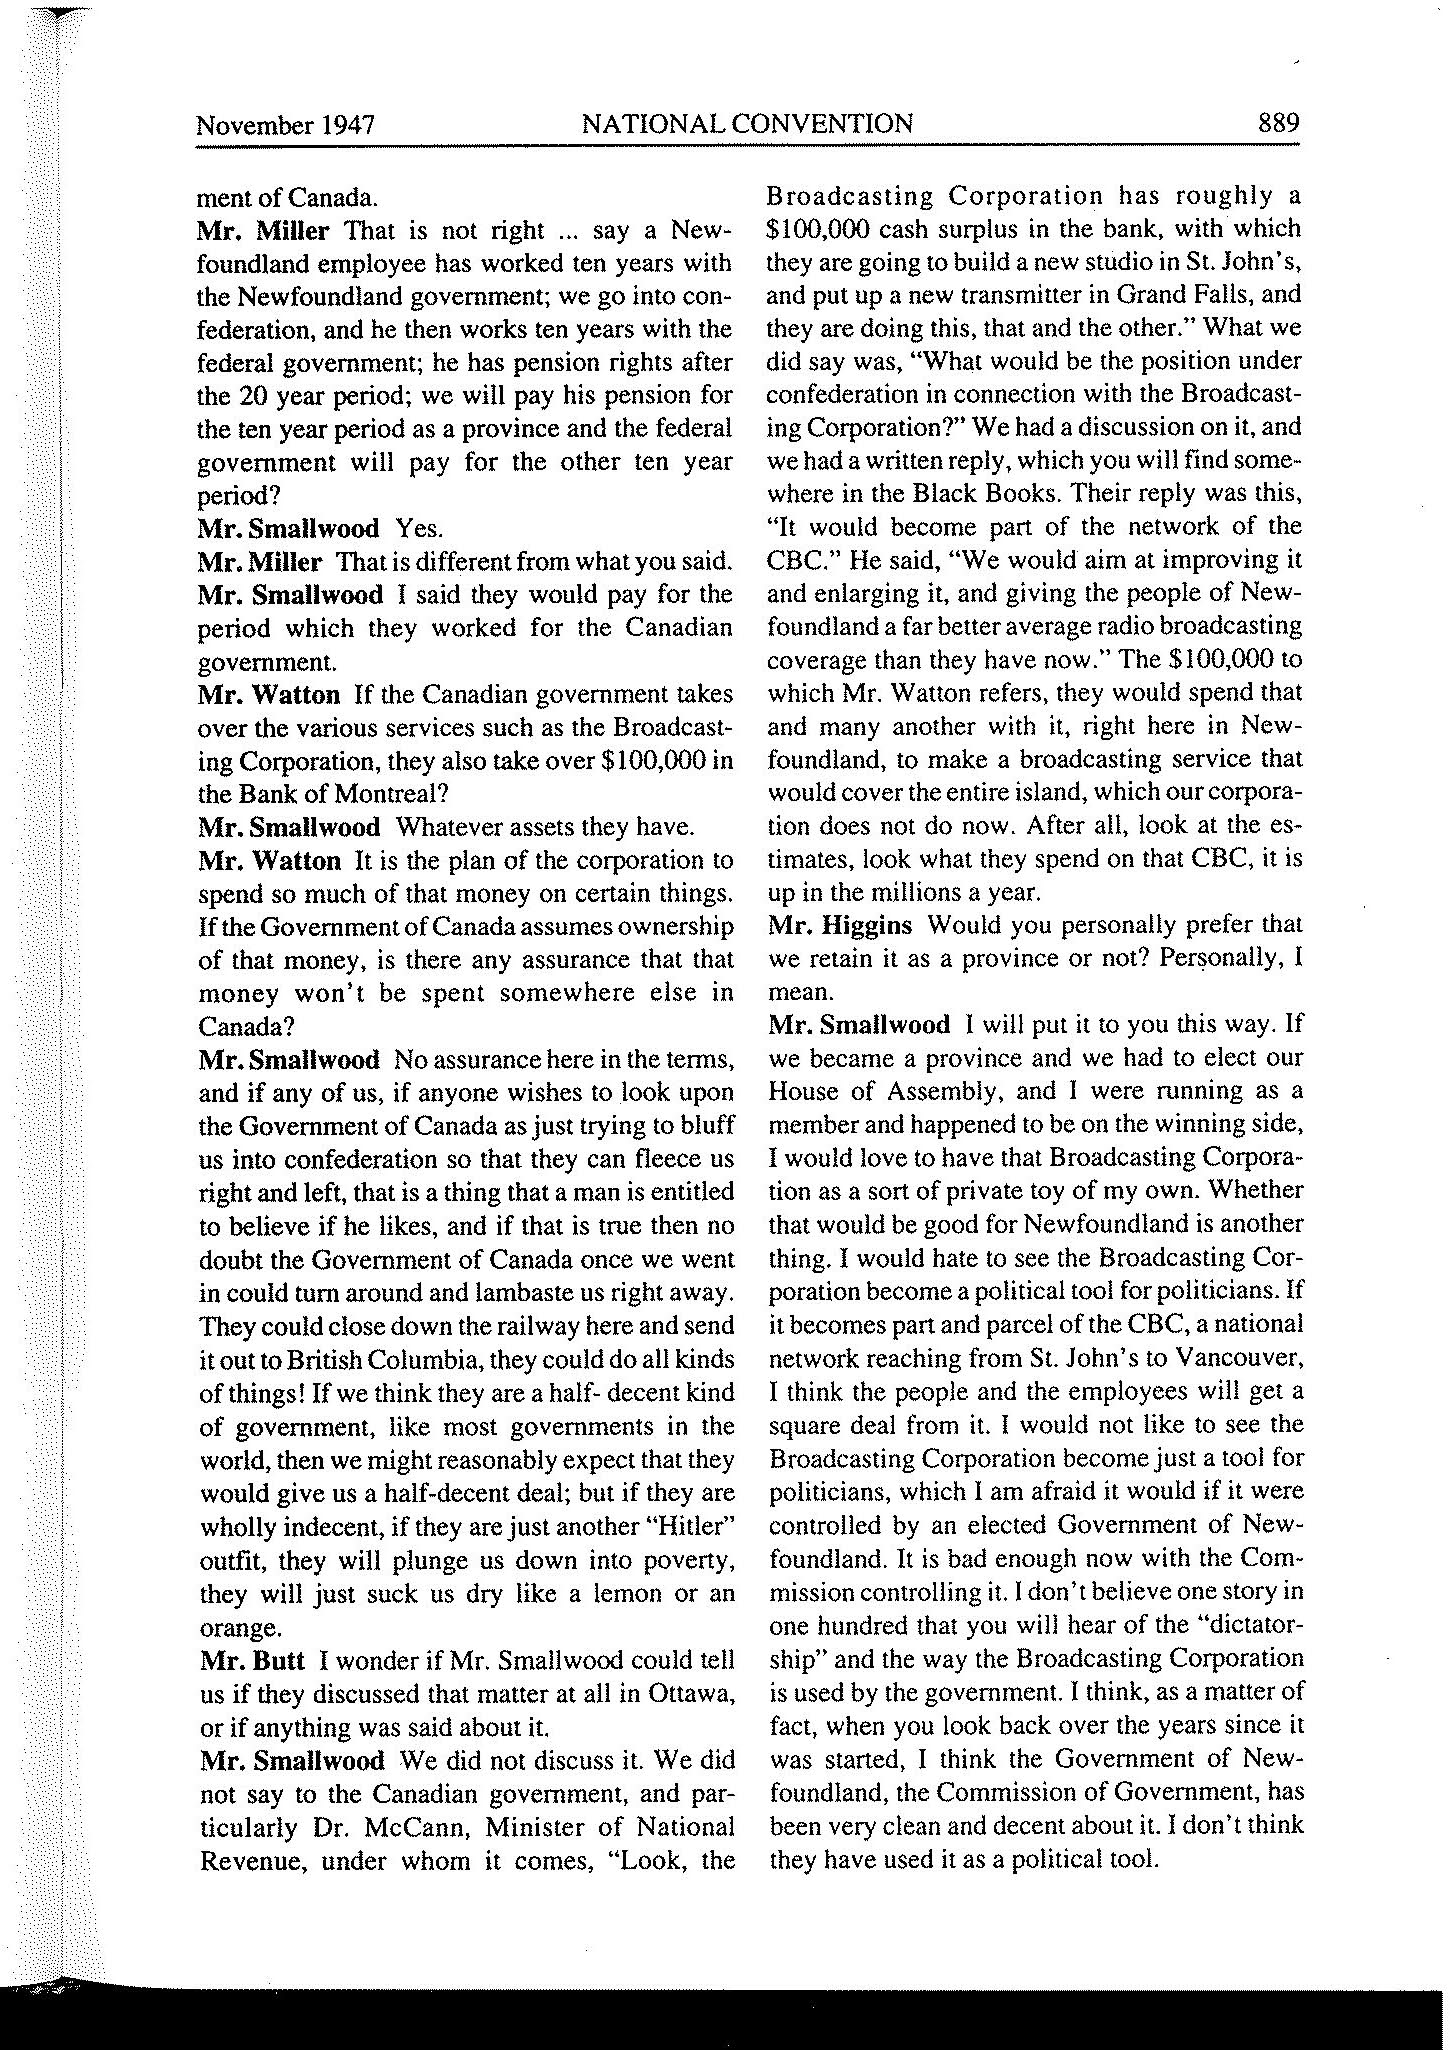 November 1947 NATIONAL CONVENTION 889
ment of Canada.
Mr. Miller That is not right ... say a New-
foundland employee has worked ten years with
the Newfoundland government; we go into con-
federation, and he then works ten years with the
federal government; he has pension rights after
the 20 year period; we will pay his pension for
the ten year period as a province and the federal
government will pay for the other ten year
period?
Mr. Smallwood Yes.
Mr. Miller That is different from what you said.
Mr. Smallwood I said they would pay for the
period which they worked for the Canadian
government.
Mr. Watton If the Canadian government takes
over the various services such as the Broadcast-
ing Corporation, they also take over $100,000 in
the Bank of Montreal?
Mr. Smallwood Whatever assets they have.
Mr. Watton It is the plan of the corporation to
spend so much of that money on certain things.
If the Government of Canada assumes ownership
of that money, is there any assurance that that
money won't be spent somewhere else in
Canada?
Mr. Smallwood No assurance here in the terms,
and if any of us, if anyone wishes to look upon
the Government of Canada as just trying to bluff
us into confederation so that they can fleece us
right and left, that is a thing that a man is entitled
to believe if he likes, and if that is true then no
doubt the Government of Canada once we went
in could turn around and lambaste us right away.
They could close down the railway here and send
it out to British Columbia, they could do all kinds
of things! If we think they are a half- decent kind
of government, like most governments in the
world, then we might reasonably expect that they
would give us a half-decent deal; but if they are
wholly indecent, if they are just another “Hitler”
outfit, they will plunge us down into poverty,
they will just suck us dry like a lemon or an
orange.
Mr. Butt I wonder if Mr. Smallwood could tell
us if they discussed that matter at all in Ottawa,
or if anything was said about it.
Mr. Smallwood We did not discuss it. We did
not say to the Canadian government, and par-
ticularly Dr. McCann, Minister of National
Revenue, under whom it comes, “Look, the
Broadcasting Corporation has roughly a
$100,000 cash surplus in the bank, with which
they are going to build a new studio in St. John's,
and put up a new transmitter in Grand Falls, and
they are doing this, that and the other.” What we
did say was, “What would be the position under
confederation in connection with the Broadcast-
ing Corporation?” We had a discussion on it, and
we had a written reply, which you will find some-
where in the Black Books. Their reply was this,
“It would become part of the network of the
CBC.” He said, “We would aim at improving it
and enlarging it, and giving the people of New-
foundland a far better average radio broadcasting
coverage than they have now.” The $100,000 to
which Mr. Watton refers, they would spend that
and many another with it, right here in New-
foundland, to make a broadcasting service that
would cover the entire island, which our corpora-
tion does not do now. After all, look at the es-
timates, look what they spend on that CBC, it is
up in the millions a year.
Mr. Higgins Would you personally prefer that
we retain it as a province or not? Personally, I
mean.
Mr. Smallwood I will put it to you this way. If
we became a province and we had to elect our
House of Assembly, and I were running as a
member and happened to be on the winning side,
I would love to have that Broadcasting Corpora-
tion as a sort of private toy of my own. Whether
that would be good for Newfoundland is another
thing. I would hate to see the Broadcasting Cor-
poration become a political tool for politicians. If
it becomes part and parcel of the CBC, a national
network reaching from St. John's to Vancouver,
I think the people and the employees will get a
square deal from it. I would not like to see the
Broadcasting Corporation become just a tool for
politicians, which I am afraid it would if it were
controlled by an elected Government of New-
foundland. It is bad enough now with the Com-
mission controlling it. I don't believe one story in
one hundred that you will hear of the “dictator-
ship” and the way the Broadcasting Corporation
is used by the government. I think, as a matter of
fact, when you look back over the years since it
was started, I think the Government of New-
foundland, the Commission of Government, has
been very clean and decent about it. I don't think
they have used it as a political tool.